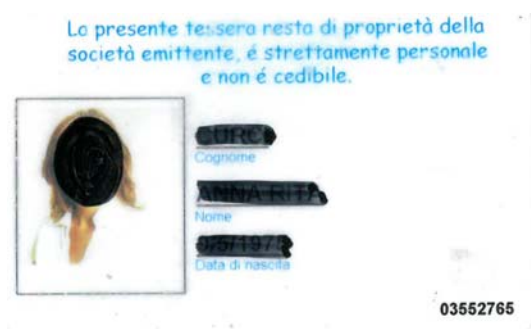 La presente tessera resta di proprietà della
società emittente, é strettamente personale
e non é cedibile.
Cognome
Nome
Data di nascita
03552765